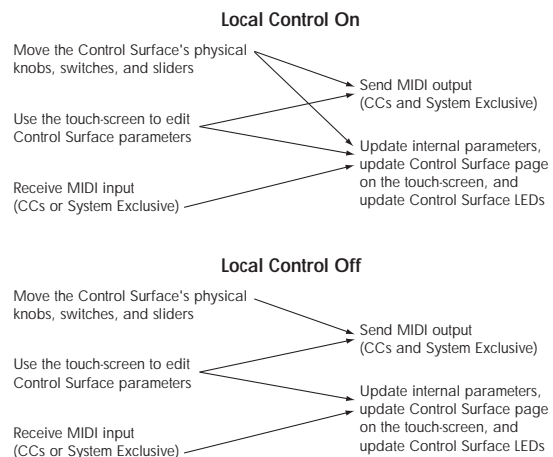 Local Control On
Move the Control Surface's physical
knobs, switches, and sliders
Use the touch-screen to edit
Control Surface parameters
Receive MIDI input
(CCs or System Exclusive)
Send MIDI output
(CCs and System Exclusive)
Update internal parameters,
update Control Surface page
on the touch-screen, and
update Control Surface LEDs
Local Control Off
Move the Control Surface's physical
knobs, switches, and sliders
Use the touch-screen to edit
Control Surface parameters
Receive MIDI input
(CCs or System Exclusive)
Send MIDI output
(CCs and System Exclusive)
Update internal parameters,
update Control Surface page
on the touch-screen, and
update Control Surface LEDs